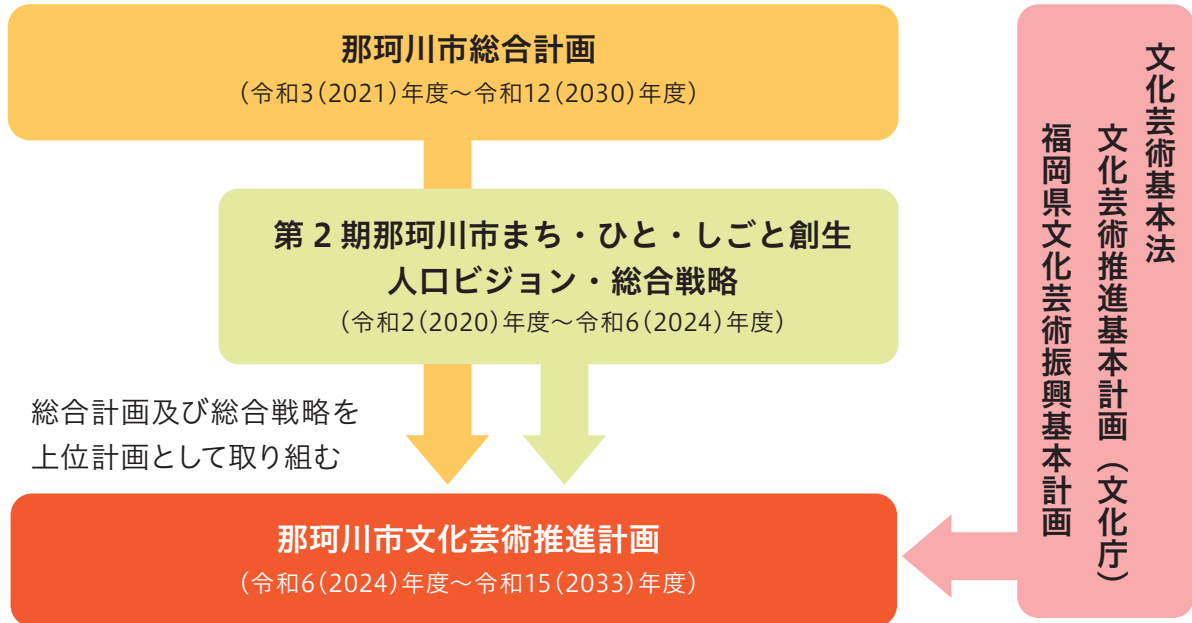 那珂川市総合計画
（令和3（2021）年度～令和12（2030）年度）
第2期那珂川市まち・ひと・しごと創生
人口ビジョン・総合戦略
（令和2（2020）年度～令和6（2024）年度）
総合計画及び総合戦略を
上位計画として取り組む
那珂川市文化芸術推進計画
（令和6（2024）年度～令和15（2033）年度）
文化芸術基本法
文化芸術推進基本計画（文化庁）
福岡県文化芸術振興基本計画